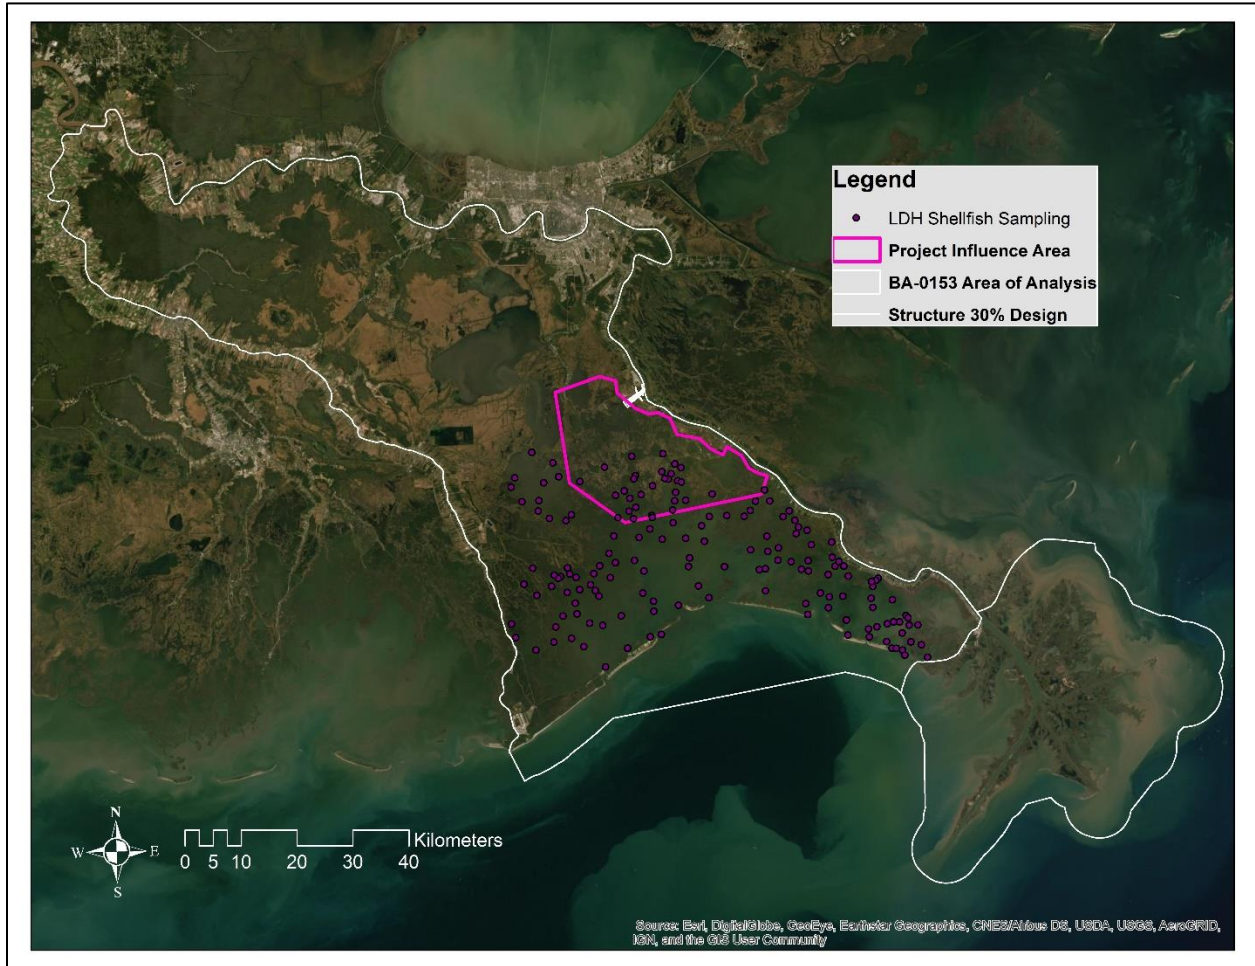 Legend
LDH Shellfish Sampling
Project Influence Area
BA-0153 Area of Analysis
Structure 30% Design
N
W E
S
Kilometers
0 5 10 20 30 40
Source: Esri, DigitalGlobe, GeoEye, Earthstar Geographics, CNES/Airbus DS, USDA, USGS, AeroGRID,
IGN, and the GIS User Community